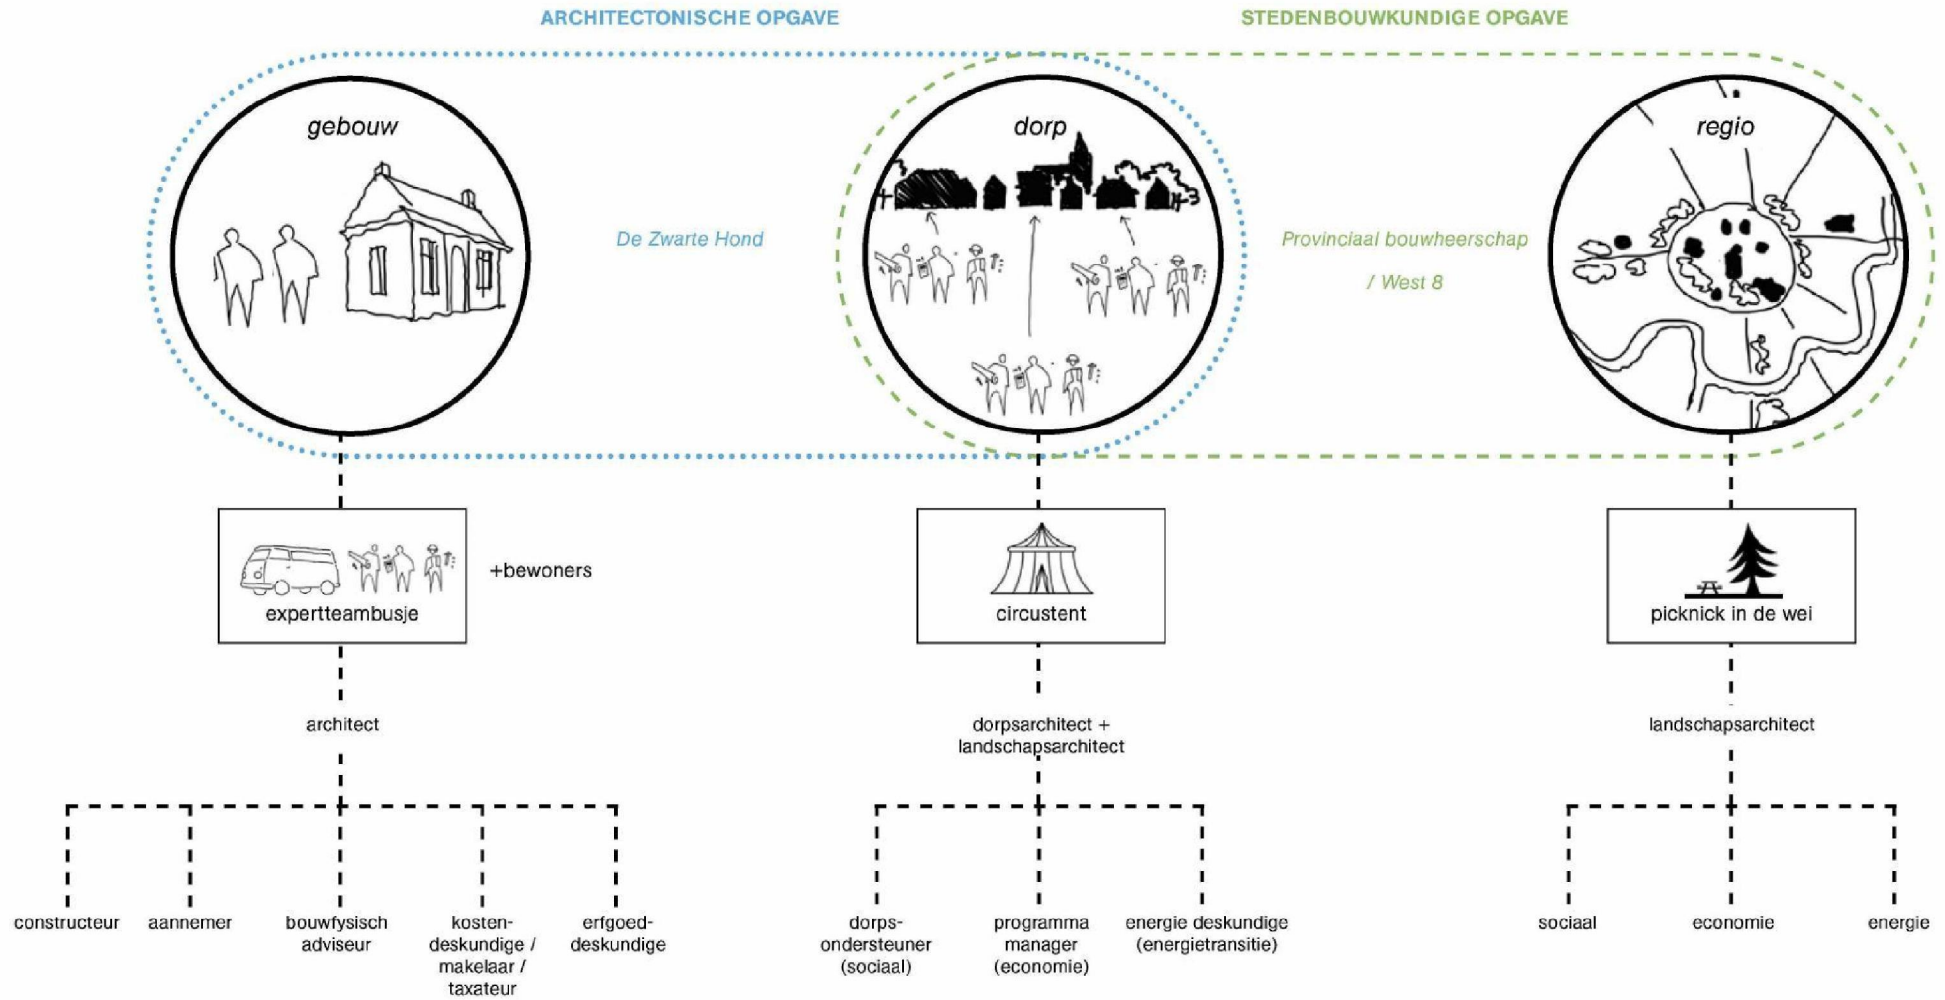 ARCHITECTONISCHE OPGAVE
STEDENBOUWKUNDIGE OPGAVE
gebouw
dorp
regio
De Zwarte Hond
Provinciaal bouwheerschap
/ West 8
expertteambusje
+bewoners
circustent
picknick in de wei
architect
dorpsarchitect +
landschapsarchitect
landschapsarchitect
constructeur
aannemer
bouwfysisch
adviseur
kosten-
deskundige /
makelaar /
taxateur
erfgoed-
deskundige
dorps-
ondersteuner
(sociaal)
programma
manager
(economie)
energie deskundige
(energietransitie)
sociaal
economie
energie